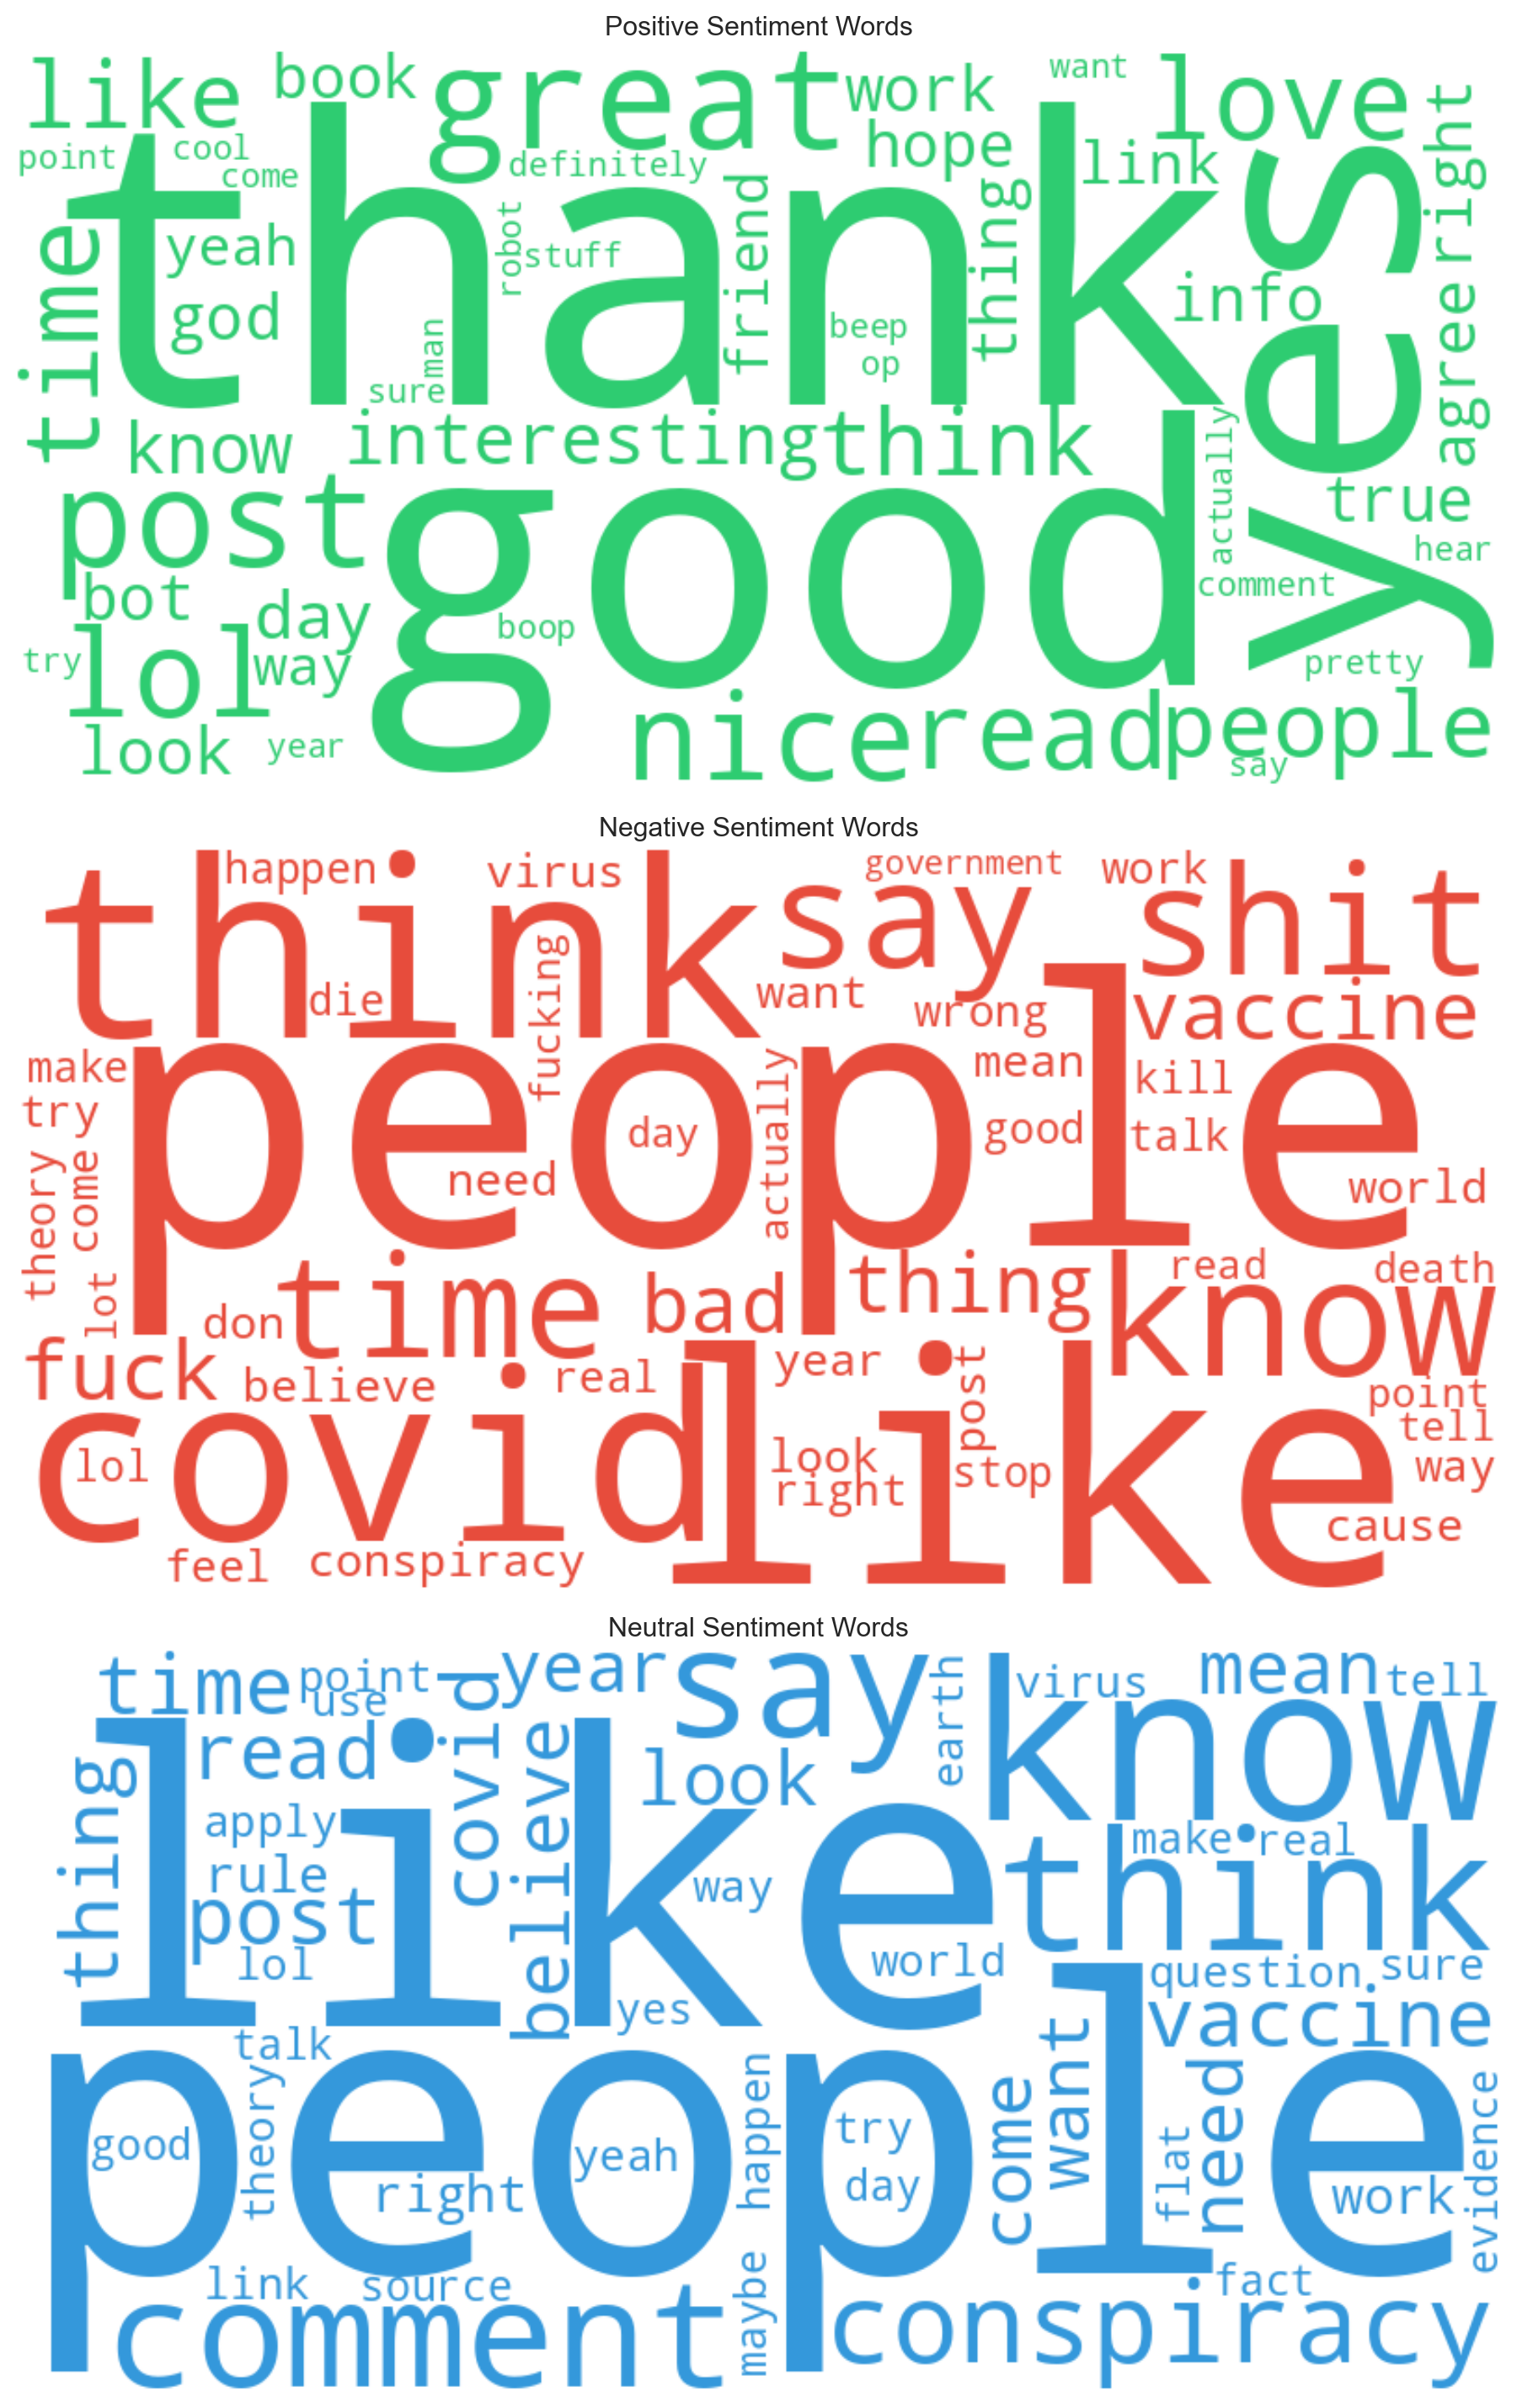 Positive Sentiment Words
like
book
great
work
want
love
right
point
cool
come
definitely
hope
link
thank
yes
time
yeah
god
robot
stuff
friend
thing
info
man
sure
beep
op
agree
know
interesting
think
actually
true
hear
post
good
comment
bot
day
boop
try
lol
way
pretty
look
year
nice
read
people
say
Negative Sentiment Words
think
happen
virus
say
government
work
shit
die
fucking
want
wrong
vaccine
make
people
actually
mean
kill
try
day
good
talk
theory
come
need
world
lot
don
time
bad
thing
read
death
know
fuck
believe
real
year
post
point
covid
like
tell
lol
look
right
stop
way
cause
feel
conspiracy
Neutral Sentiment Words
time
point
use
covid
year
say
earth
know
virus
mean
tell
thing
read
like
believe
look
apply
rule
post
way
think
make
real
lol
world
question
sure
yes
vaccine
talk
people
good
theory
right
yeah
happen
try
day
come
want
flat
need
work
evidence
link
source
comment
maybe
fact
conspiracy